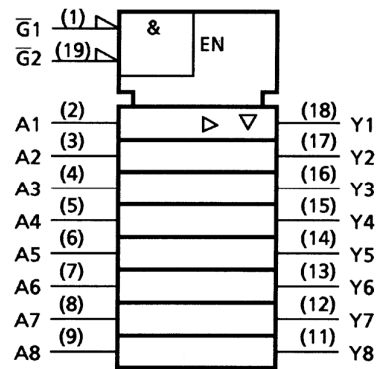 G̅1 (1) &
G̅2 (19) EN
A1 (2) (18) Y1
A2 (3) (17) Y2
A3 (4) (16) Y3
A4 (5) (15) Y4
A5 (6) (14) Y5
A6 (7) (13) Y6
A7 (8) (12) Y7
A8 (9) (11) Y8